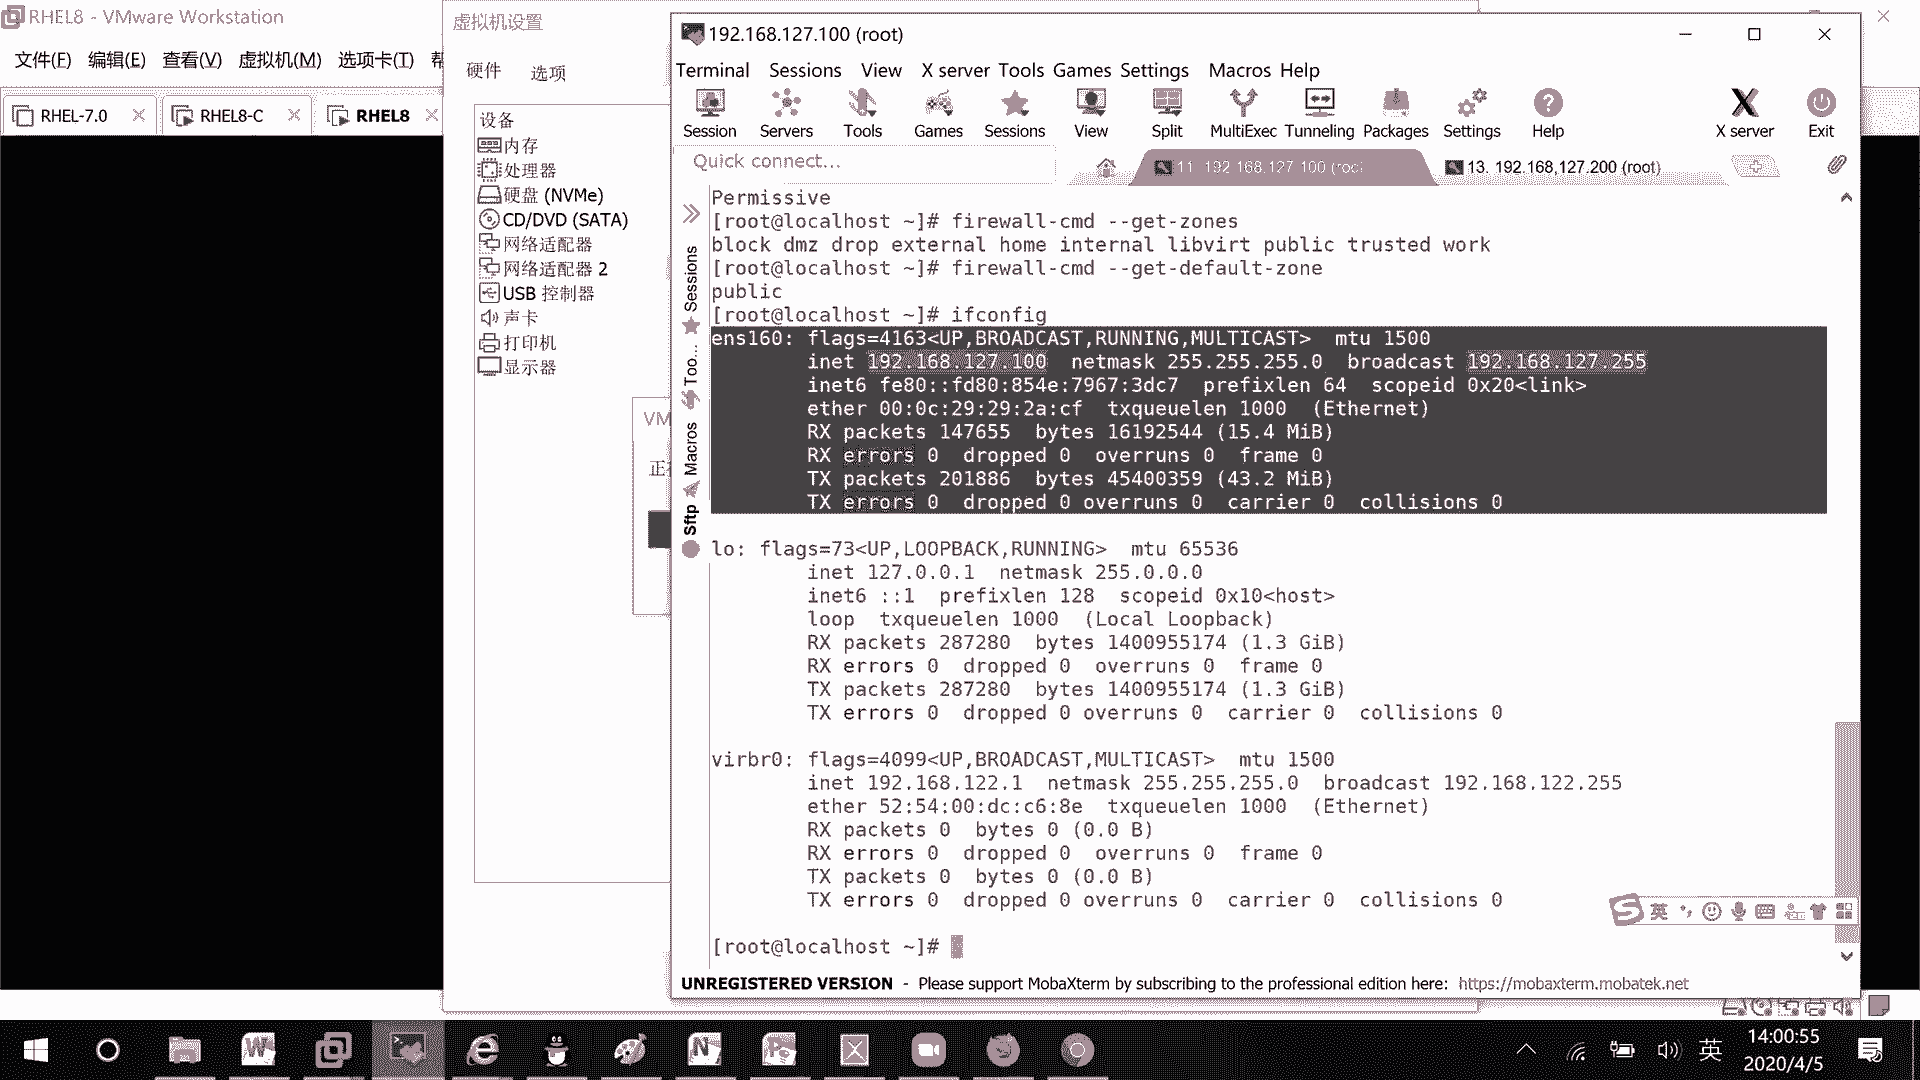 RHEL8 - VMware Workstation
文件(F) 编辑(E) 查看(V) 虚拟机(M) 选项卡(T) 帮
RHEL-7.0
RHEL8-C
RHEL8
虚拟机设置
硬件 选项
设备
内存
处理器
硬盘 (NVMe)
CD/DVD (SATA)
网络适配器
网络适配器 2
USB 控制器
声卡
打印机
显示器
VM
正
192.168.127.100 (root)
Terminal Sessions View X server Tools Games Settings Macros Help
Session Servers Tools Games Sessions View Split MultiExec Tunneling Packages Settings Help X server Exit
Quick connect...
11. 192.168.127.100 (root)
13. 192.168.127.200 (root)
Sessions
Too...
Macros
Sftp
Permissive
[root@localhost ~]# firewall-cmd --get-zones
block dmz drop external home internal libvirt public trusted work
[root@localhost ~]# firewall-cmd --get-default-zone
public
[root@localhost ~]# ifconfig
ens160: flags=4163<UP,BROADCAST,RUNNING,MULTICAST>  mtu 1500
        inet 192.168.127.100  netmask 255.255.255.0  broadcast 192.168.127.255
        inet6 fe80::fd80:854e:7967:3dc7  prefixlen 64  scopeid 0x20<link>
        ether 00:0c:29:29:2a:cf  txqueuelen 1000  (Ethernet)
        RX packets 147655  bytes 16192544 (15.4 MiB)
        RX errors 0  dropped 0  overruns 0  frame 0
        TX packets 201886  bytes 45400359 (43.2 MiB)
        TX errors 0  dropped 0 overruns 0  carrier 0  collisions 0
lo: flags=73<UP,LOOPBACK,RUNNING>  mtu 65536
        inet 127.0.0.1  netmask 255.0.0.0
        inet6 ::1  prefixlen 128  scopeid 0x10<host>
        loop  txqueuelen 1000  (Local Loopback)
        RX packets 287280  bytes 1400955174 (1.3 GiB)
        RX errors 0  dropped 0  overruns 0  frame 0
        TX packets 287280  bytes 1400955174 (1.3 GiB)
        TX errors 0  dropped 0 overruns 0  carrier 0  collisions 0
virbr0: flags=4099<UP,BROADCAST,MULTICAST>  mtu 1500
        inet 192.168.122.1  netmask 255.255.255.0  broadcast 192.168.122.255
        ether 52:54:00:dc:c6:8e  txqueuelen 1000  (Ethernet)
        RX packets 0  bytes 0 (0.0 B)
        RX errors 0  dropped 0  overruns 0  frame 0
        TX packets 0  bytes 0 (0.0 B)
        TX errors 0  dropped 0 overruns 0  carrier 0  collisions 0
[root@localhost ~]#
英
UNREGISTERED VERSION - Please support MobaXterm by subscribing to the professional edition here: https://mobaxterm.mobatek.net
英
14:00:55
2020/4/5